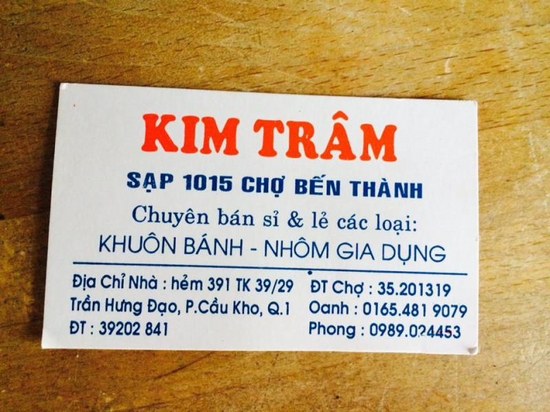 KIM TRÂM
SẠP 1015 CHỢ BẾN THÀNH
Chuyên bán sỉ & lẻ các loại:
KHUÔN BÁNH - NHÔM GIA DỤNG
Địa Chỉ Nhà : hẻm 391 TK 39/29
Trần Hưng Đạo, P.Cầu Kho, Q.1
ĐT : 39202 841
ĐT Chợ : 35.201319
Oanh : 0165.481 9079
Phong :